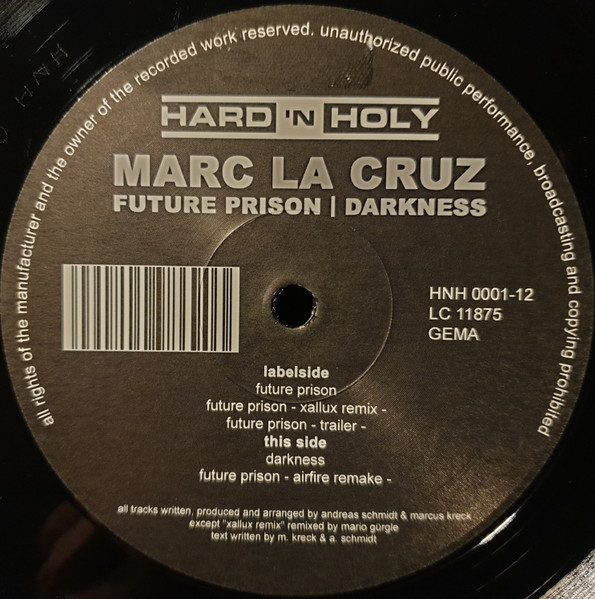 all rights of the manufacturer and the owner of the recorded work reserved. unauthorized public performance, broadcasting and copying prohibited
HARD 'N HOLY
MARC LA CRUZ
FUTURE PRISON | DARKNESS
HNH 0001-12
LC 11875
GEMA
labelside
future prison
future prison - xallux remix -
future prison - trailer -
this side
darkness
future prison - airfire remake -
all tracks written, produced and arranged by andreas schmidt & marcus kreck
except "xallux remix" remixed by mario gürgle
text written by m. kreck & a. schmidt